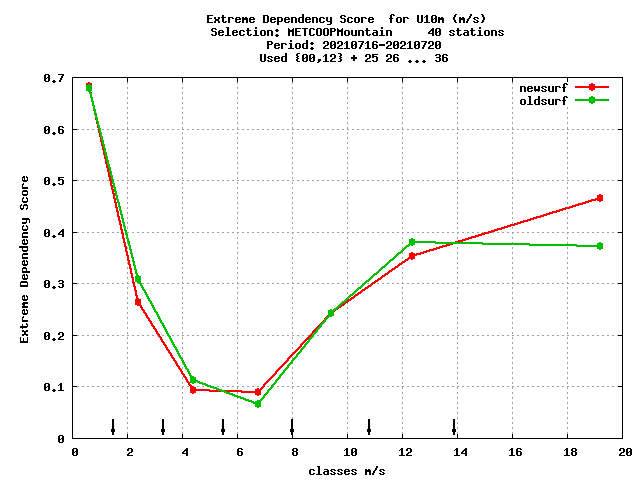 Extreme Dependency Score  for U10m (m/s)
Selection: METCOOPMountain     40 stations
Period: 20210716-20210720
Used {00,12} + 25 26 ... 36
newsurf
oldsurf
Extreme Dependency Score
0.7
0.6
0.5
0.4
0.3
0.2
0.1
0
0 2 4 6 8 10 12 14 16 18 20
classes m/s